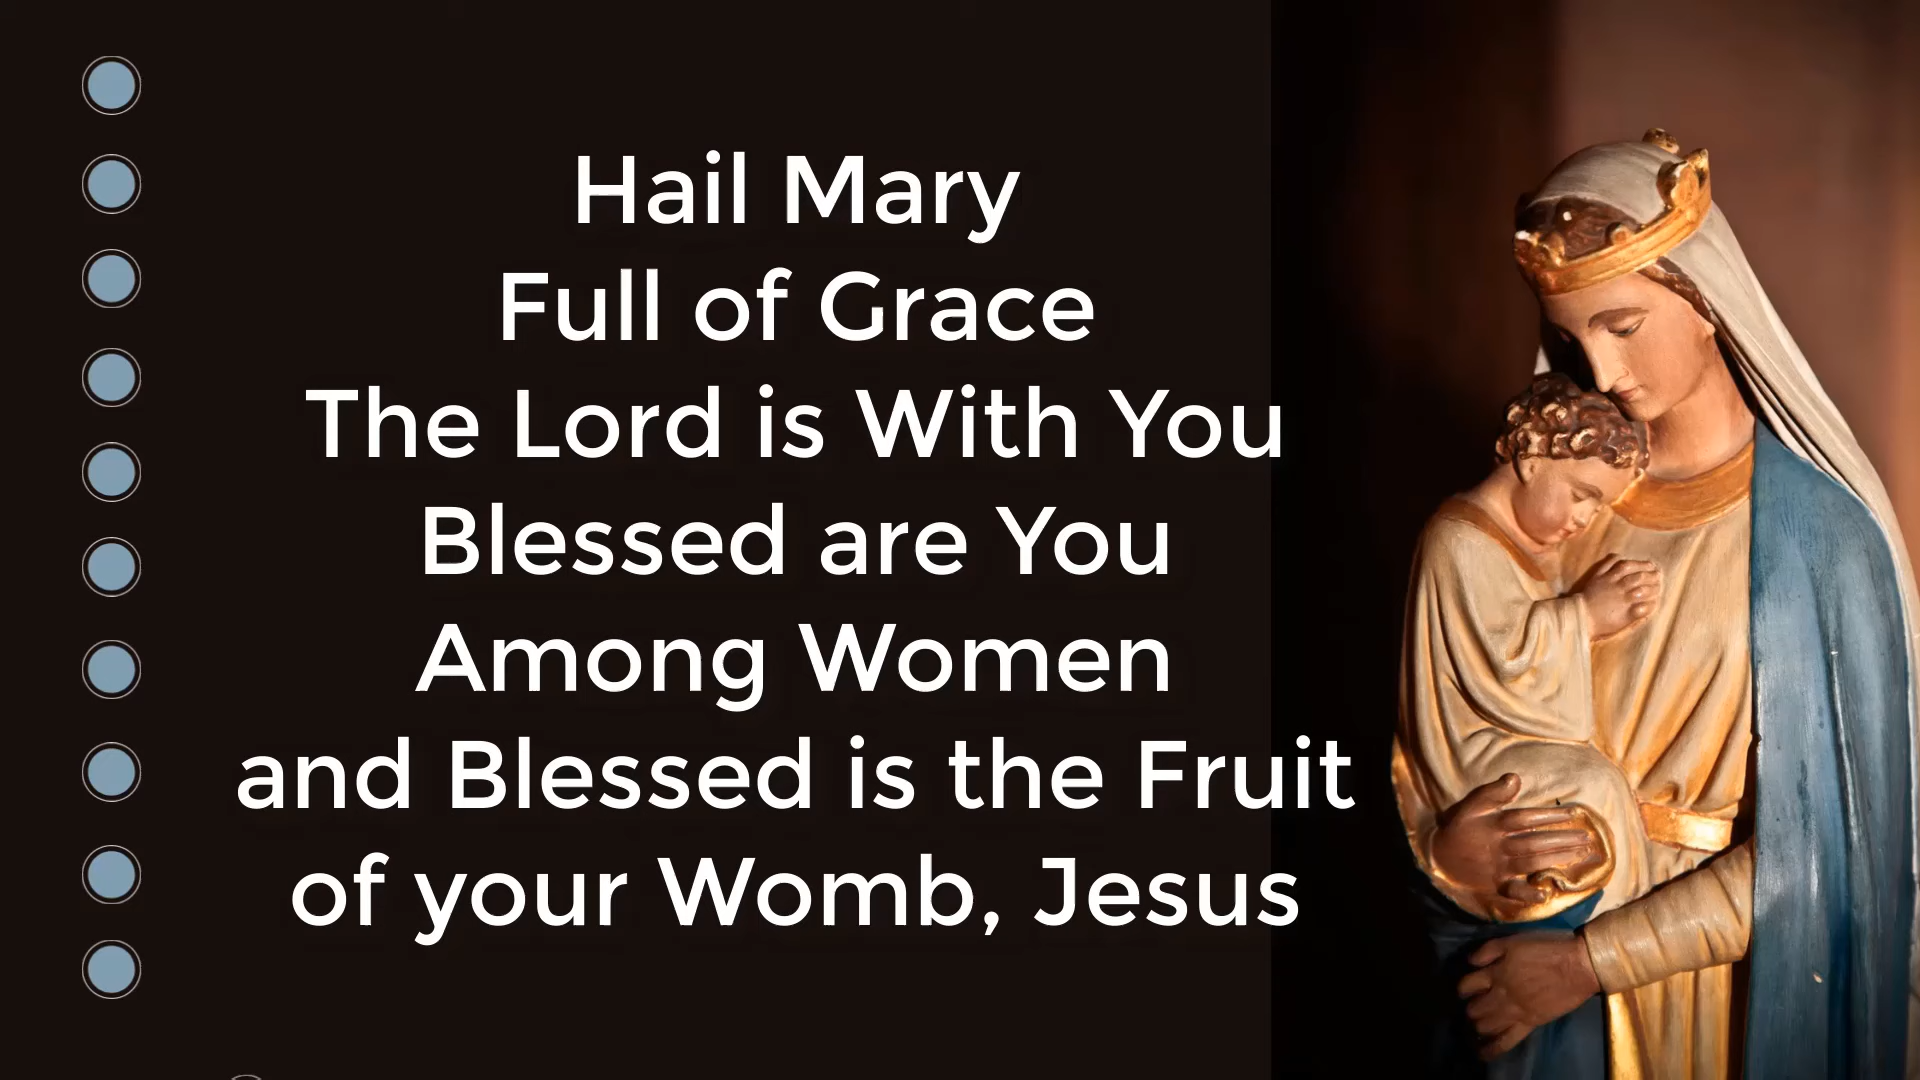 Hail Mary
Full of Grace
The Lord is With You
Blessed are You
Among Women
and Blessed is the Fruit
of your Womb, Jesus